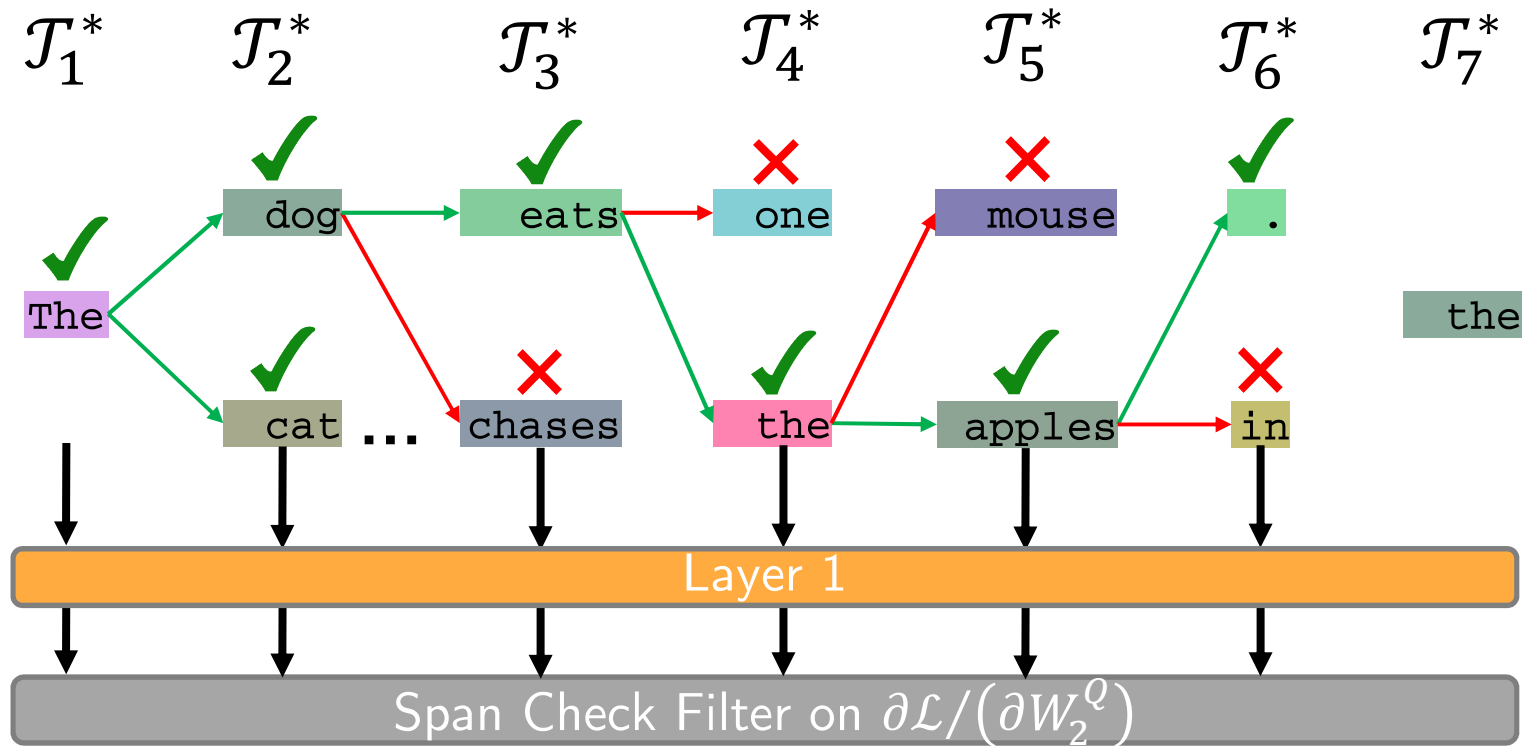 𝒯₁* 𝒯₂* 𝒯₃* 𝒯₄* 𝒯₅* 𝒯₆* 𝒯₇*
dog eats one mouse .
The the
cat ... chases the apples in
Layer 1
Span Check Filter on ∂ℒ/(∂W₂^Q)